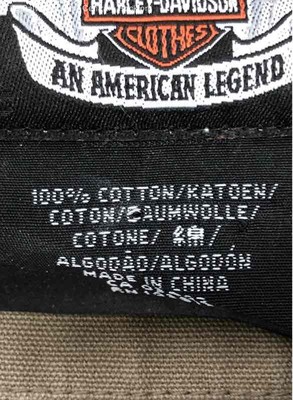 HARLEY-DAVIDSON
CLOTHES
AN AMERICAN LEGEND
100% COTTON/KATOEN/
COTON/BAUMWOLLE/
COTONE/ 綿/
ALGODÃO/ALGODÓN
MADE IN CHINA